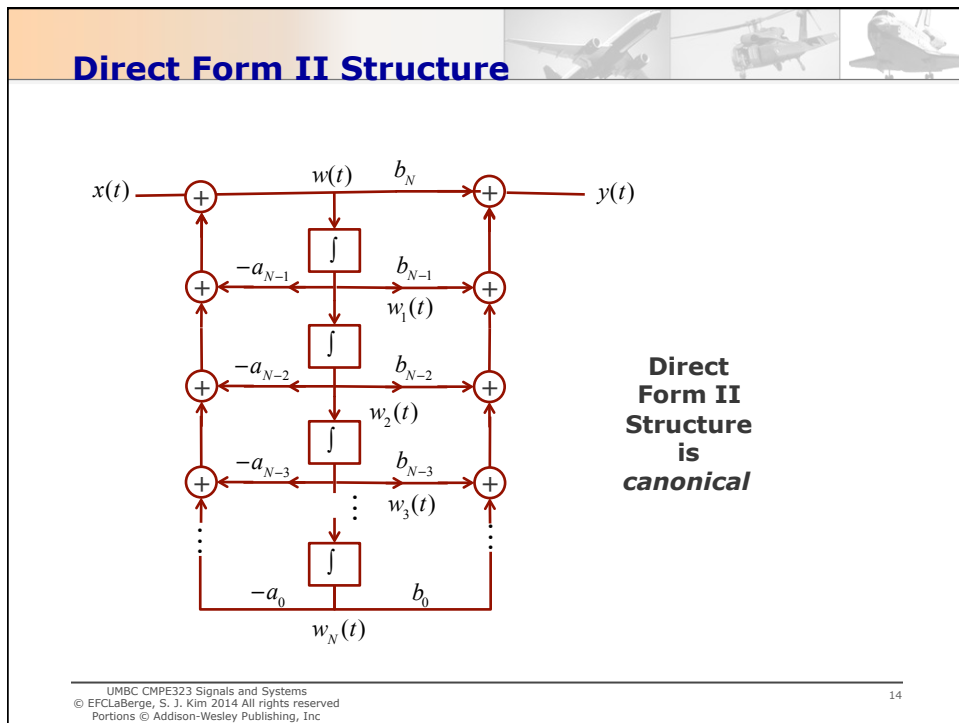 Direct Form II Structure
x(t) + w(t) b_N + y(t)
∫
+ −a_{N−1} b_{N−1} +
w_1(t)
∫
+ −a_{N−2} b_{N−2} +
w_2(t)
∫
+ −a_{N−3} b_{N−3} +
w_3(t)
⋮ ⋮ ⋮
∫
−a_0 b_0
w_N(t)
Direct
Form II
Structure
is
canonical
UMBC CMPE323 Signals and Systems
© EFCLaBerge, S. J. Kim 2014 All rights reserved
Portions © Addison-Wesley Publishing, Inc
14